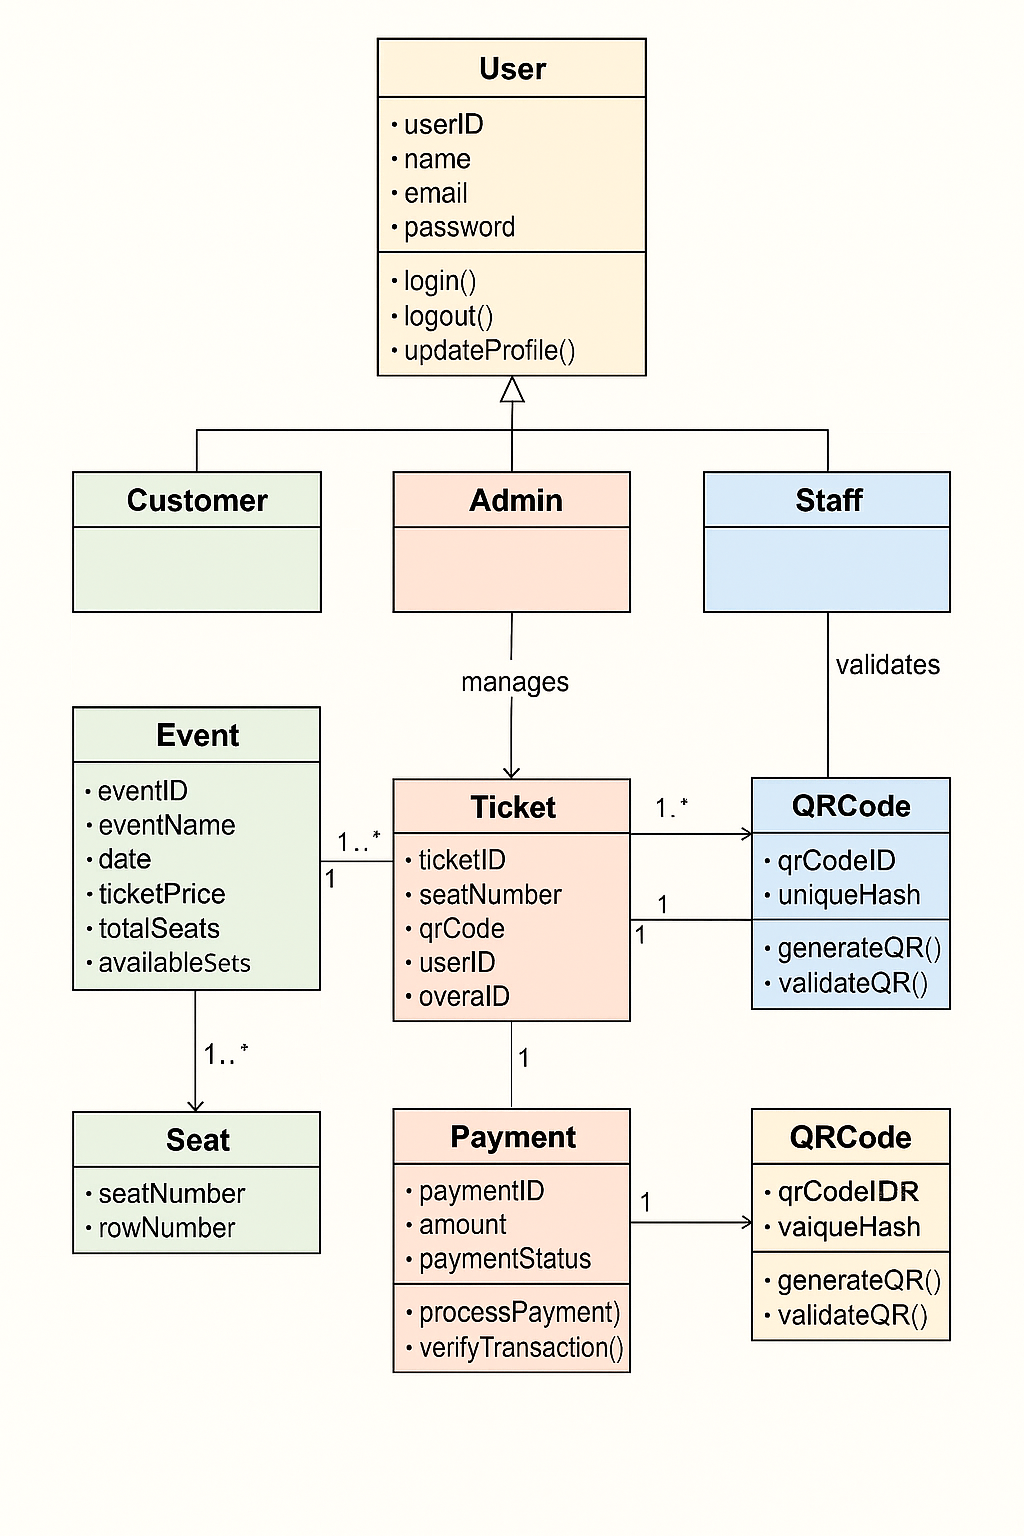 User
• userID
• name
• email
• password
• login()
• logout()
• updateProfile()
Customer
Admin
Staff
manages
validates
Event
• eventID
• eventName
• date
• ticketPrice
• totalSeats
• availableSets
1..*
1
Ticket
• ticketID
• seatNumber
• qrCode
• userID
• overaID
1.*
1
1
QRCode
• qrCodeID
• uniqueHash
• generateQR()
• validateQR()
1..*
1
Seat
• seatNumber
• rowNumber
Payment
• paymentID
• amount
• paymentStatus
• processPayment)
• verifyTransaction()
1
QRCode
• qrCodeIDR
• vaiqueHash
• generateQR()
• validateQR()